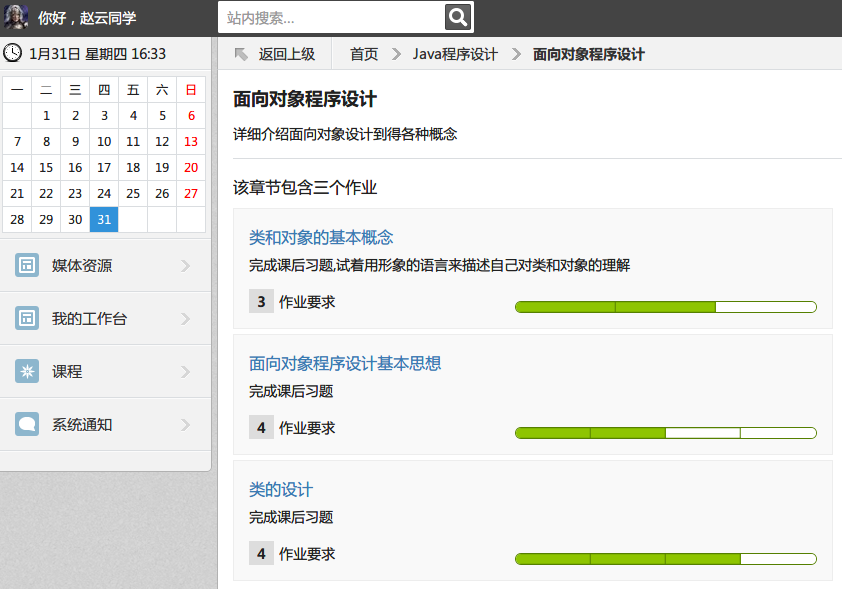 你好，赵云同学
站内搜索...
1月31日 星期四 16:33
返回上级 首页 Java程序设计 面向对象程序设计
一 二 三 四 五 六 日
1 2 3 4 5 6
7 8 9 10 11 12 13
14 15 16 17 18 19 20
21 22 23 24 25 26 27
28 29 30 31
媒体资源
我的工作台
课程
系统通知
面向对象程序设计
详细介绍面向对象设计到得各种概念
该章节包含三个作业
类和对象的基本概念
完成课后习题,试着用形象的语言来描述自己对类和对象的理解
3 作业要求
面向对象程序设计基本思想
完成课后习题
4 作业要求
类的设计
完成课后习题
4 作业要求